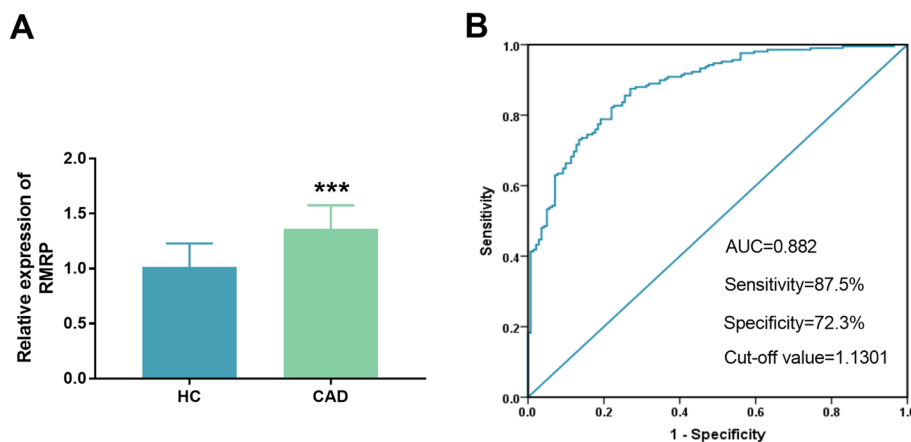 A
Relative expression of
RMRP
2.0
1.5
1.0
0.5
0.0
***
HC
CAD
B
Sensitivity
1.0
0.8
0.6
0.4
0.2
0.0
AUC=0.882
Sensitivity=87.5%
Specificity=72.3%
Cut-off value=1.1301
0.0 0.2 0.4 0.6 0.8 1.0
1 - Specificity